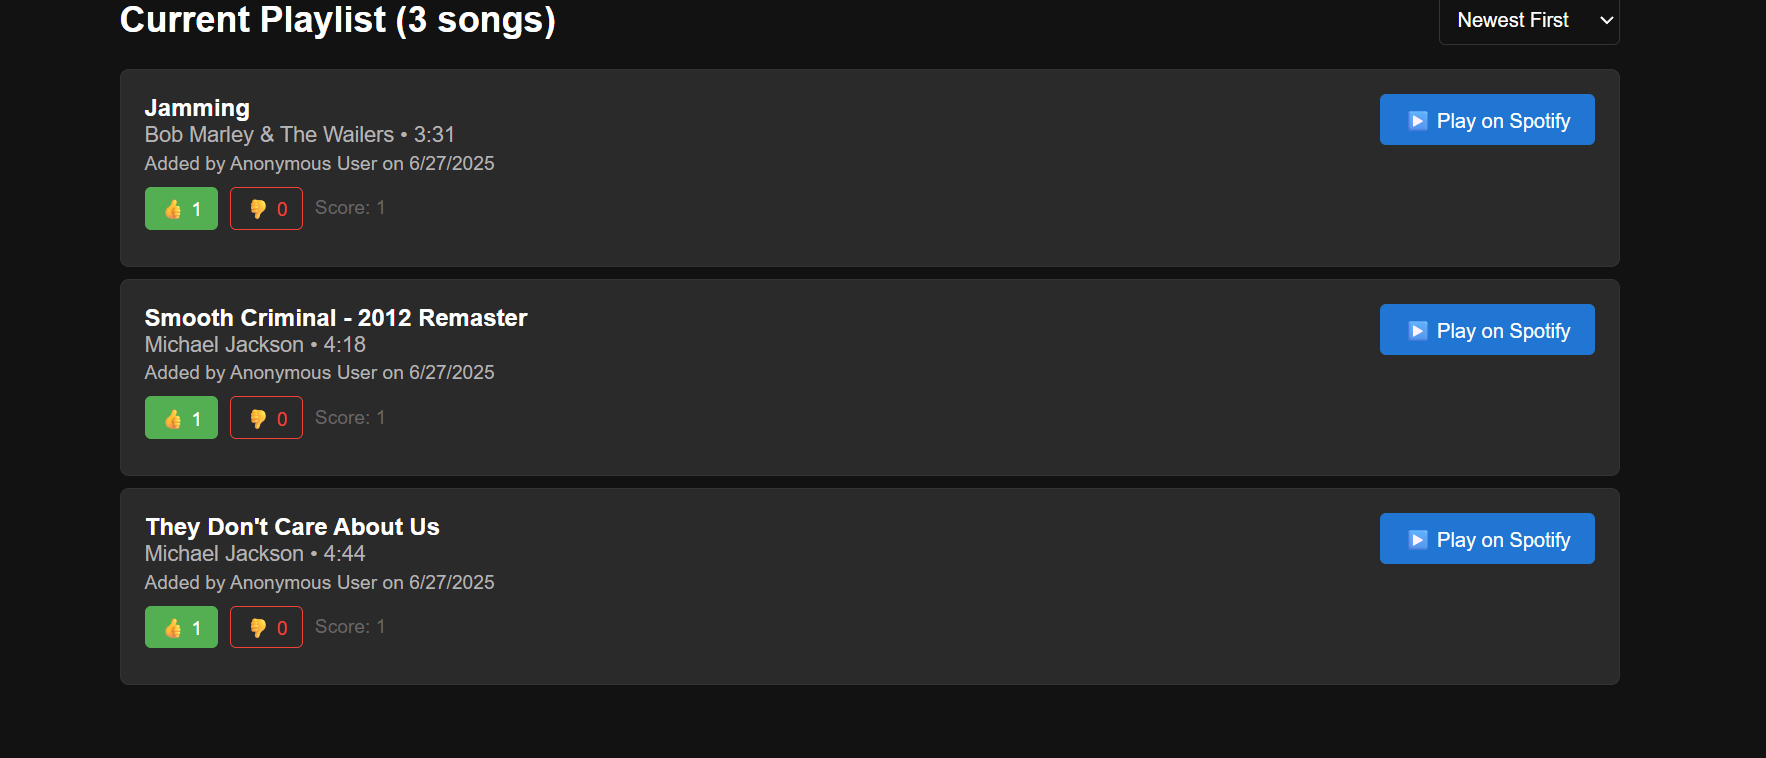 Current Playlist (3 songs)
Newest First
Jamming
Bob Marley & The Wailers • 3:31
Added by Anonymous User on 6/27/2025
👍 1
👎 0
Score: 1
▶️ Play on Spotify
Smooth Criminal - 2012 Remaster
Michael Jackson • 4:18
Added by Anonymous User on 6/27/2025
👍 1
👎 0
Score: 1
▶️ Play on Spotify
They Don't Care About Us
Michael Jackson • 4:44
Added by Anonymous User on 6/27/2025
👍 1
👎 0
Score: 1
▶️ Play on Spotify